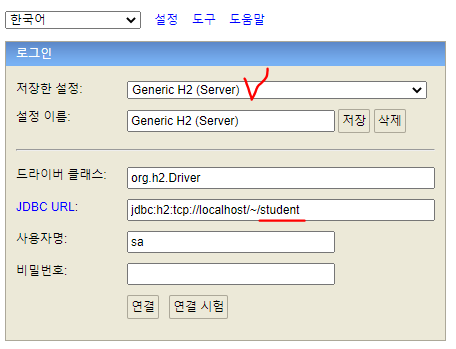 한국어 설정 도구 도움말
로그인
저장한 설정: Generic H2 (Server)
설정 이름: Generic H2 (Server) 저장 삭제
드라이버 클래스: org.h2.Driver
JDBC URL: jdbc:h2:tcp://localhost/~/student
사용자명: sa
비밀번호:
연결 연결 시험